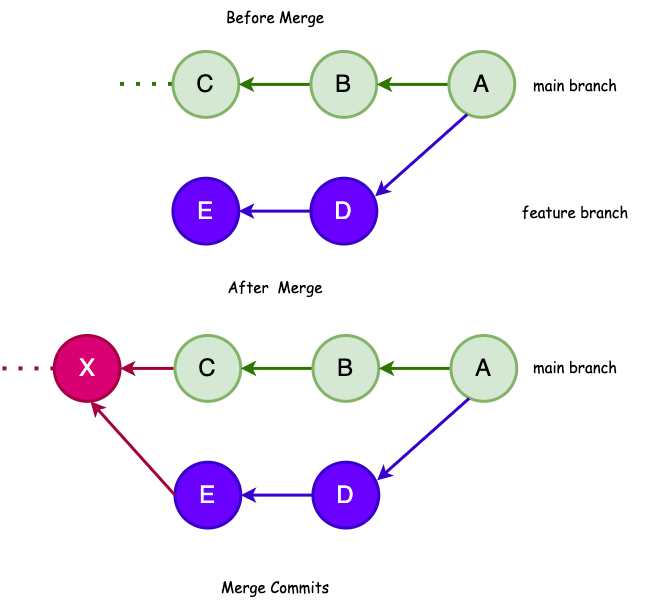 Before Merge
C B A main branch
E D feature branch
After Merge
X C B A main branch
E D
Merge Commits